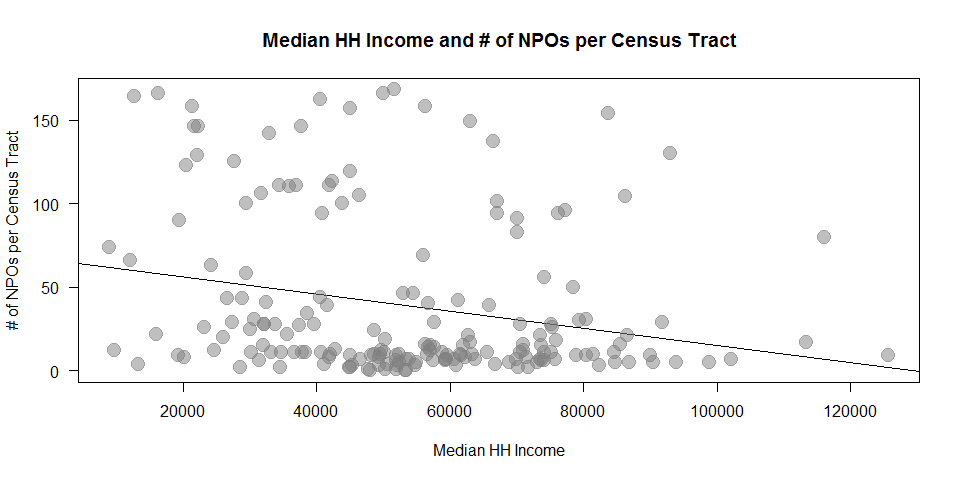 Median HH Income and # of NPOs per Census Tract
# of NPOs per Census Tract
150
100
50
0
20000 40000 60000 80000 100000 120000
Median HH Income